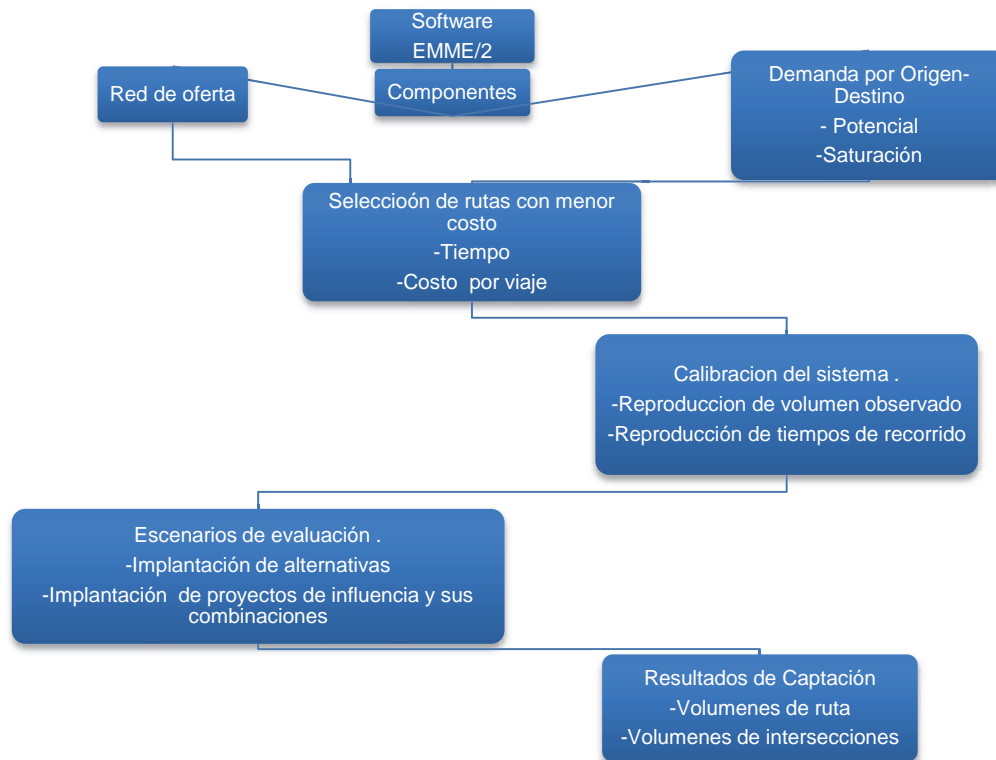 Software
EMME/2
Red de oferta
Componentes
Demanda por Origen-
Destino
- Potencial
-Saturación
Seleccioón de rutas con menor
costo
-Tiempo
-Costo por viaje
Calibracion del sistema .
-Reproduccion de volumen observado
-Reproducción de tiempos de recorrido
Escenarios de evaluación .
-Implantación de alternativas
-Implantación de proyectos de influencia y sus
combinaciones
Resultados de Captación
-Volumenes de ruta
-Volumenes de intersecciones